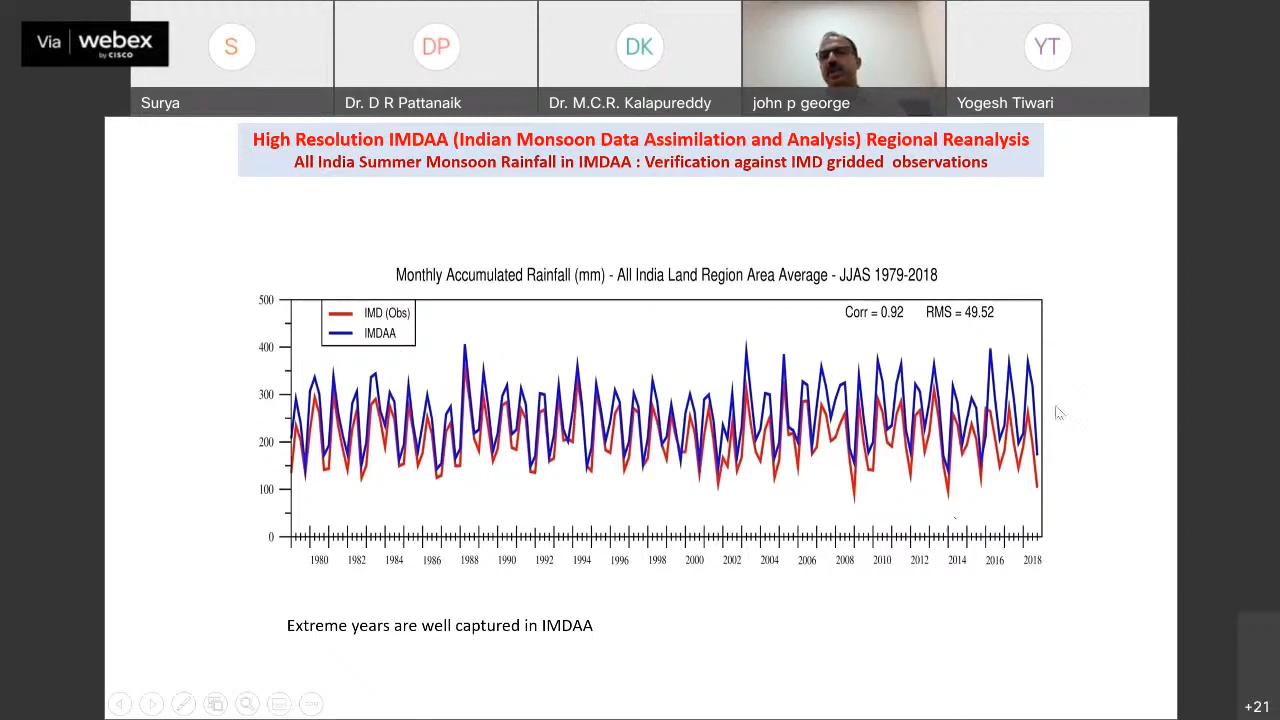 Via webex
by CISCO
S
DP
DK
YT
Surya
Dr. D R Pattanaik
Dr. M.C.R. Kalapureddy
john p george
Yogesh Tiwari
High Resolution IMDAA (Indian Monsoon Data Assimilation and Analysis) Regional Reanalysis
All India Summer Monsoon Rainfall in IMDAA : Verification against IMD gridded observations
Monthly Accumulated Rainfall (mm) - All India Land Region Area Average - JJAS 1979-2018
IMD (Obs)
IMDAA
Corr = 0.92 RMS = 49.52
500
400
300
200
100
0
1980 1982 1984 1986 1988 1990 1992 1994 1996 1998 2000 2002 2004 2006 2008 2010 2012 2014 2016 2018
Extreme years are well captured in IMDAA
+21